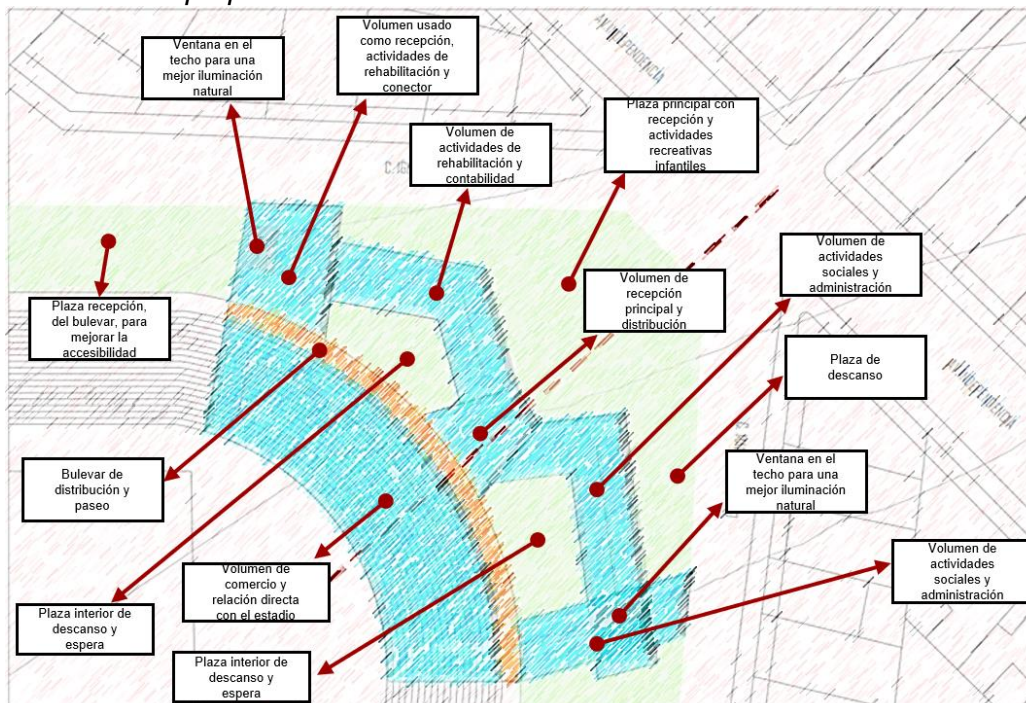 Ventana en el
techo para una
mejor iluminación
natural
Volumen usado
como recepción,
actividades de
rehabilitación y
conector
Volumen de
actividades de
rehabilitación y
contabilidad
Plaza principal con
recepción y
actividades
recreativas
infantiles
Volumen de
actividades
sociales y
administración
Plaza recepción,
del bulevar, para
mejorar la
accesibilidad
Volumen de
recepción
principal y
distribución
Plaza de
descanso
Bulevar de
distribución y
paseo
Ventana en el
techo para una
mejor iluminación
natural
Volumen de
comercio y
relación directa
con el estadio
Volumen de
actividades
sociales y
administración
Plaza interior de
descanso y
espera
Plaza interior de
descanso y
espera